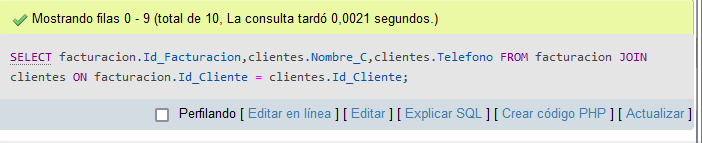 Mostrando filas 0 - 9 (total de 10, La consulta tardó 0,0021 segundos.)
SELECT facturacion.Id_Facturacion,clientes.Nombre_C,clientes.Telefono FROM facturacion JOIN
clientes ON facturacion.Id_Cliente = clientes.Id_Cliente;
Perfilando [ Editar en línea ] [ Editar ] [ Explicar SQL ] [ Crear código PHP ] [ Actualizar ]